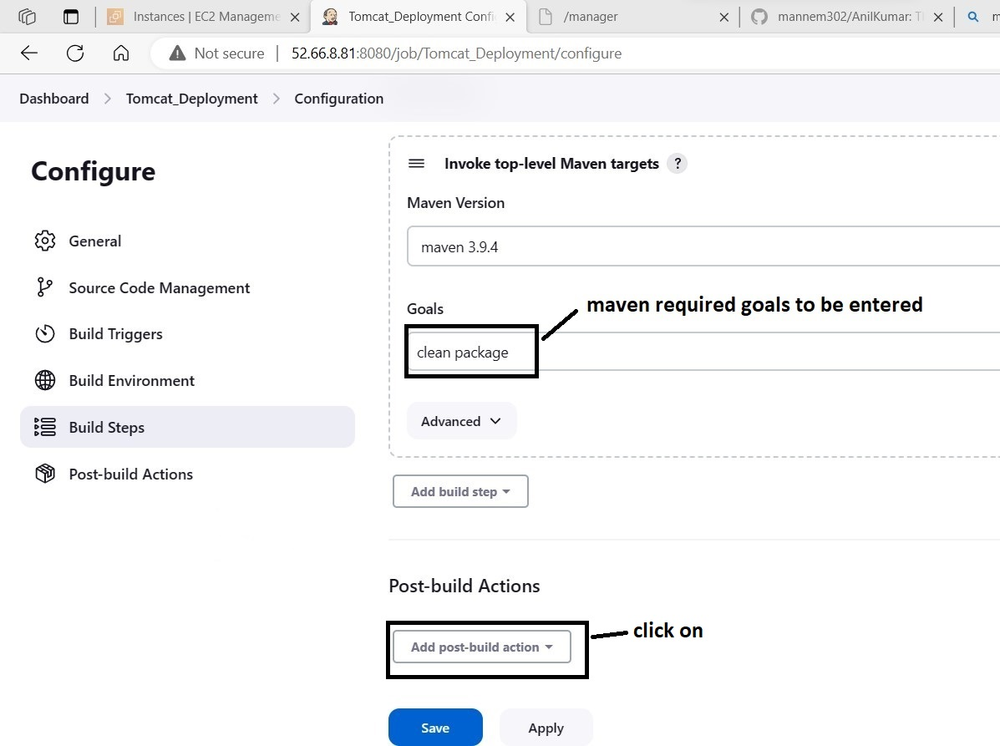 Instances | EC2 Manageme
Tomcat_Deployment Confi
/manager
mannem302/AnilKumar: T
Not secure
52.66.8.81:8080/job/Tomcat_Deployment/configure
Dashboard
Tomcat_Deployment
Configuration
Configure
General
Source Code Management
Build Triggers
Build Environment
Build Steps
Post-build Actions
Invoke top-level Maven targets ?
Maven Version
maven 3.9.4
Goals
maven required goals to be entered
clean package
Advanced
Add build step
Post-build Actions
Add post-build action
click on
Save
Apply